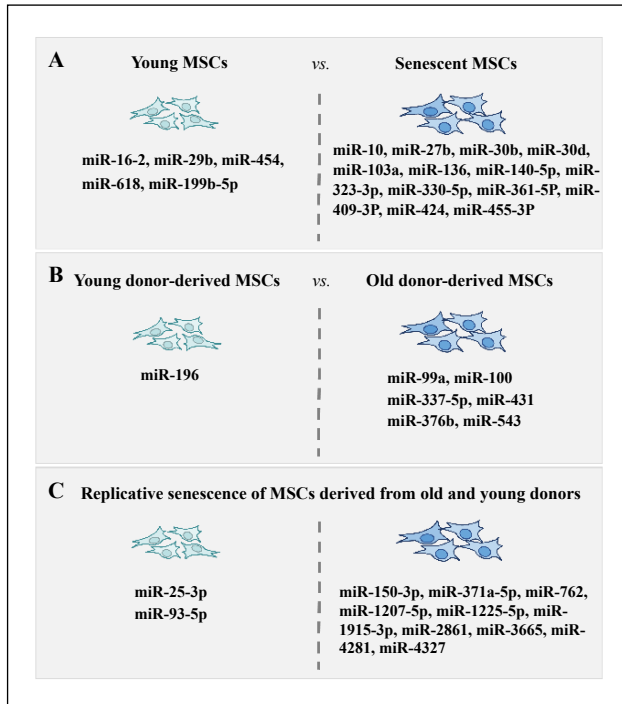 A
Young MSCs vs. Senescent MSCs
miR-16-2, miR-29b, miR-454,
miR-618, miR-199b-5p
miR-10, miR-27b, miR-30b, miR-30d,
miR-103a, miR-136, miR-140-5p, miR-
323-3p, miR-330-5p, miR-361-5P, miR-
409-3P, miR-424, miR-455-3P
B
Young donor-derived MSCs vs. Old donor-derived MSCs
miR-196
miR-99a, miR-100
miR-337-5p, miR-431
miR-376b, miR-543
C
Replicative senescence of MSCs derived from old and young donors
miR-25-3p
miR-93-5p
miR-150-3p, miR-371a-5p, miR-762,
miR-1207-5p, miR-1225-5p, miR-
1915-3p, miR-2861, miR-3665, miR-
4281, miR-4327